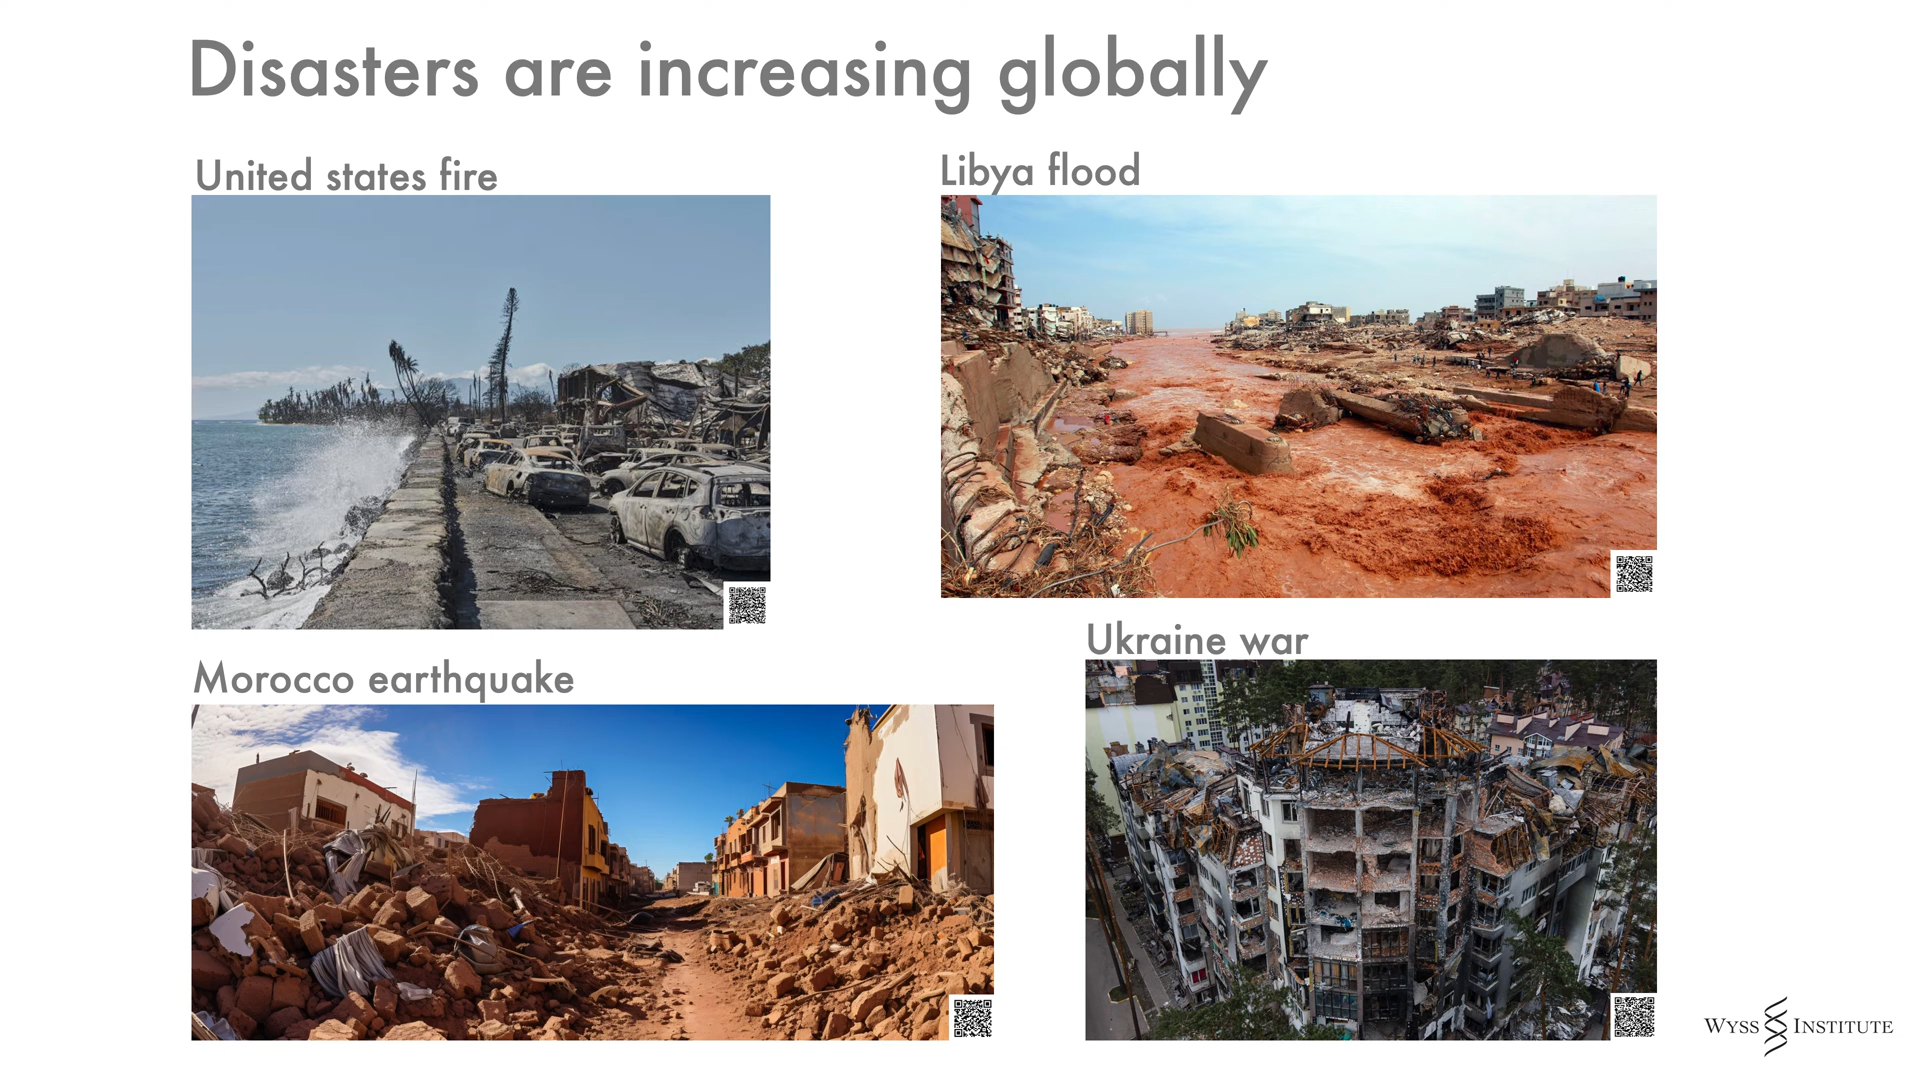 Disasters are increasing globally
United states fire
Libya flood
Morocco earthquake
Ukraine war
WYSS INSTITUTE